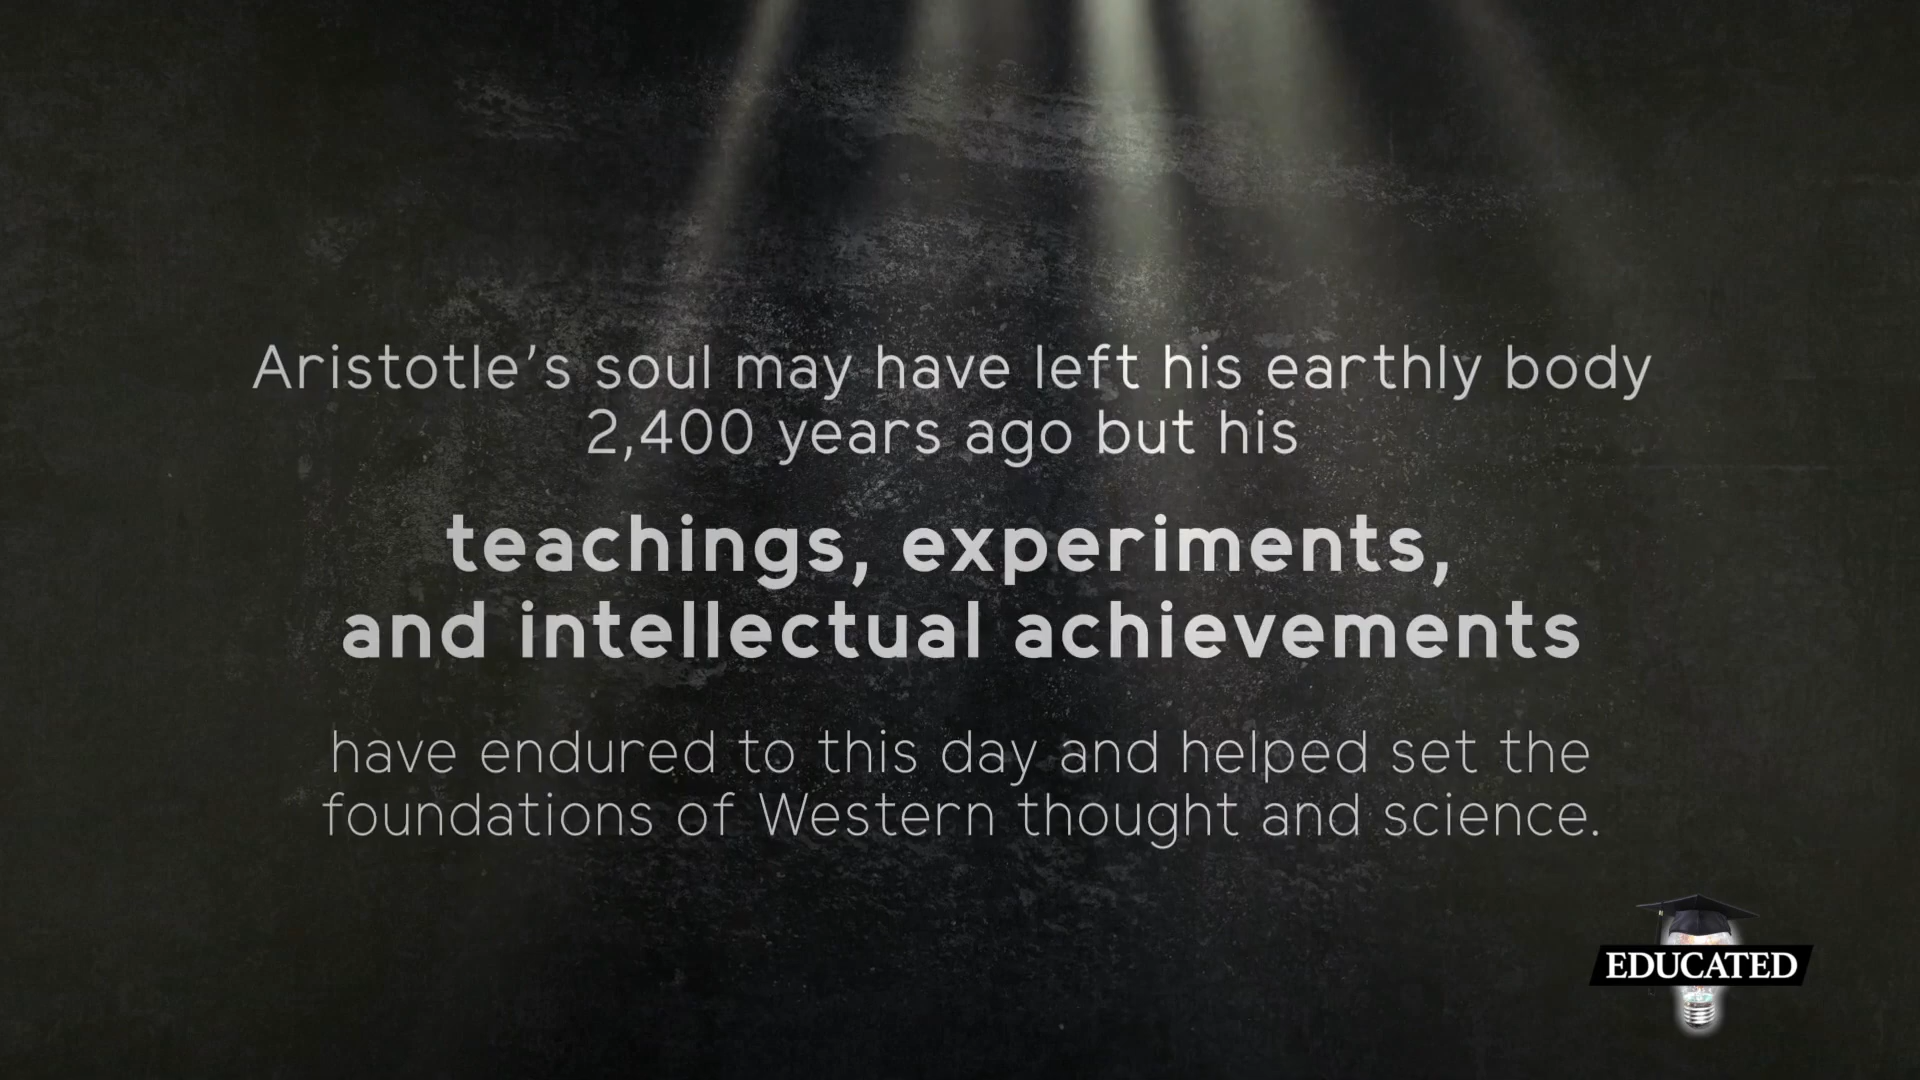 Aristotle’s soul may have left his earthly body
2,400 years ago but his
teachings, experiments,
and intellectual achievements
have endured to this day and helped set the
foundations of Western thought and science.
EDUCATED